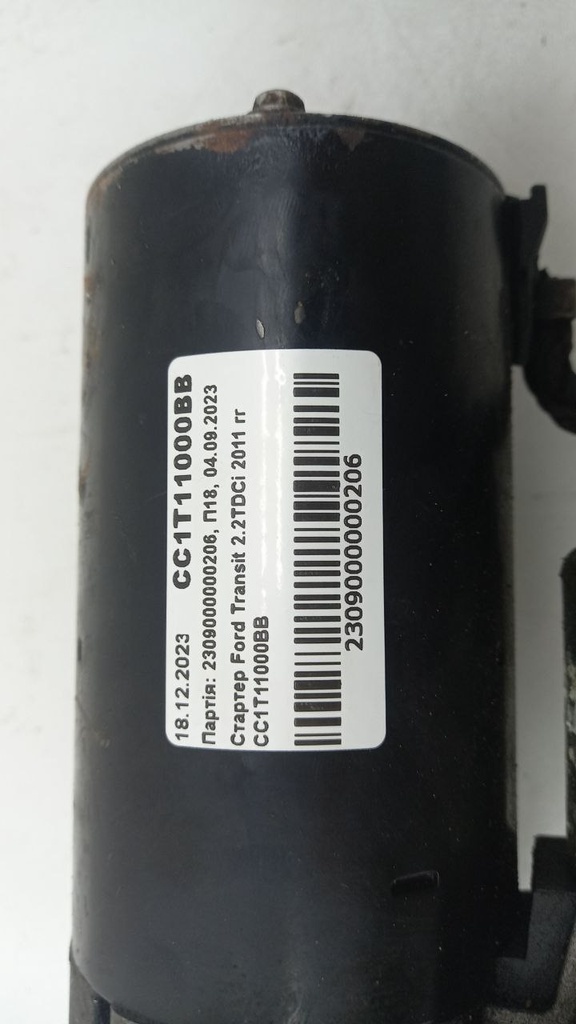 18.12.2023 CC1T11000BB
Партія: 2309000000206, П18, 04.09.2023
Стартер Ford Transit 2.2TDCi 2011 гг
CC1T11000BB
2309000000206